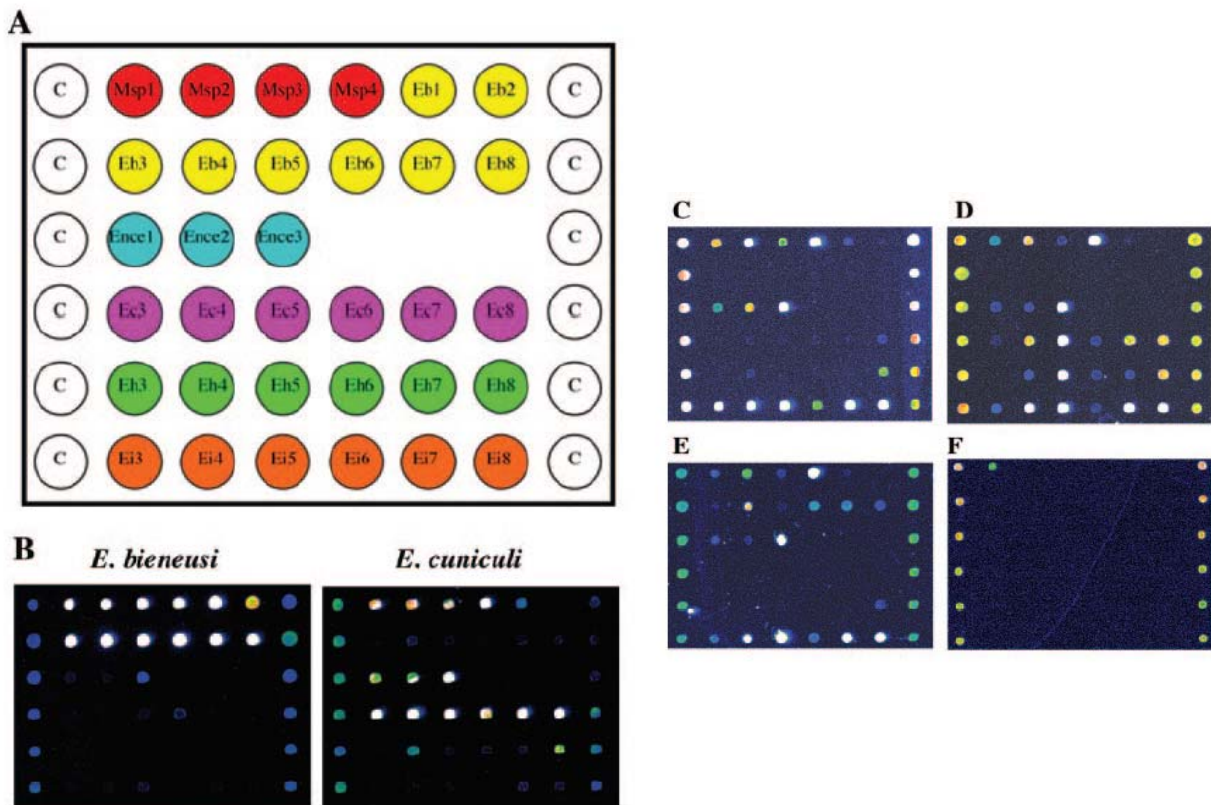 A
C Msp1 Msp2 Msp3 Msp4 Eb1 Eb2 C
C Eb3 Eb4 Eb5 Eb6 Eb7 Eb8 C
C Ence1 Ence2 Ence3 C
C Ec3 Ec4 Ec5 Ec6 Ec7 Ec8 C
C Eh3 Eh4 Eh5 Eh6 Eh7 Eh8 C
C Ei3 Ei4 Ei5 Ei6 Ei7 Ei8 C
B
E. bieneusi E. cuniculi
C D
E F